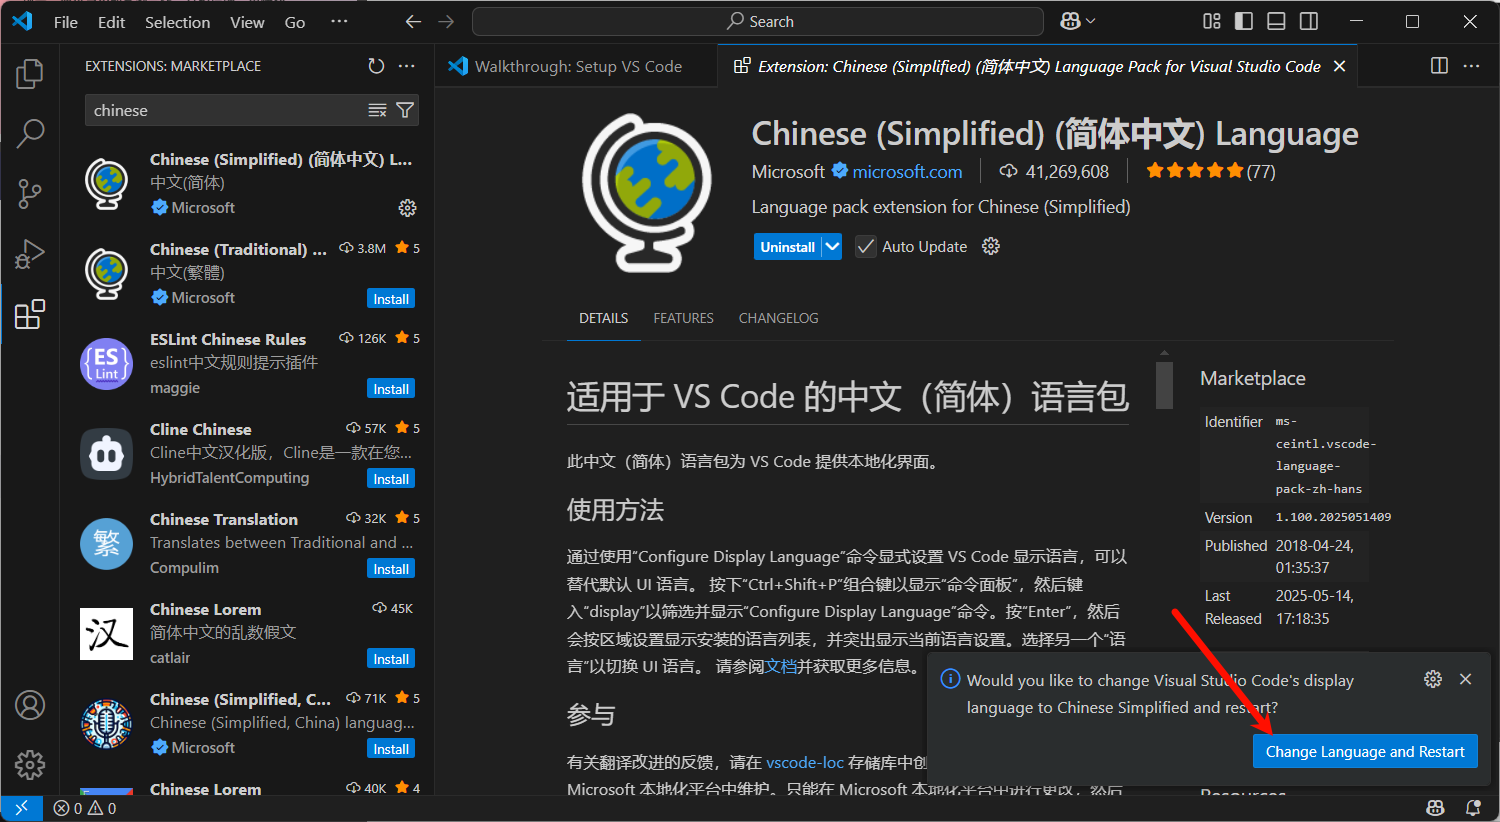 File Edit Selection View Go ···
Search
EXTENSIONS: MARKETPLACE
chinese
Chinese (Simplified) (简体中文) L...
中文(简体)
Microsoft
Chinese (Traditional) ... 3.8M 5
中文(繁體)
Microsoft
Install
ESLint Chinese Rules 126K 5
eslint中文规则提示插件
maggie
Install
ES
Lint
Cline Chinese 57K 5
Cline中文汉化版，Cline是一款在您...
HybridTalentComputing
Install
Chinese Translation 32K 5
Translates between Traditional and ...
Compulim
Install
繁
Chinese Lorem 45K
简体中文的乱数假文
catlair
Install
汉
Chinese (Simplified, C... 71K 5
Chinese (Simplified, China) languag...
Microsoft
Install
Chinese Lorem 40K 4
Walkthrough: Setup VS Code
Extension: Chinese (Simplified) (简体中文) Language Pack for Visual Studio Code
Chinese (Simplified) (简体中文) Language
Microsoft microsoft.com 41,269,608 (77)
Language pack extension for Chinese (Simplified)
Uninstall Auto Update
DETAILS FEATURES CHANGELOG
适用于 VS Code 的中文（简体）语言包
此中文（简体）语言包为 VS Code 提供本地化界面。
使用方法
通过使用“Configure Display Language”命令显式设置 VS Code 显示语言，可以
替代默认 UI 语言。 按下“Ctrl+Shift+P”组合键以显示“命令面板”，然后键
入“display”以筛选并显示“Configure Display Language”命令。按“Enter”，然后
会按区域设置显示安装的语言列表，并突出显示当前语言设置。选择另一个“语
言”以切换 UI 语言。 请参阅文档并获取更多信息。
参与
有关翻译改进的反馈，请在 vscode-loc 存储库中创
Microsoft 本地化平台中维护。只能在 Microsoft 本地化平台中进行更改，然后
Marketplace
Identifier ms-
ceintl.vscode-
language-
pack-zh-hans
Version 1.100.2025051409
Published 2018-04-24,
01:35:37
Last 2025-05-14,
Released 17:18:35
Resources
Would you like to change Visual Studio Code's display
language to Chinese Simplified and restart?
Change Language and Restart
0 0